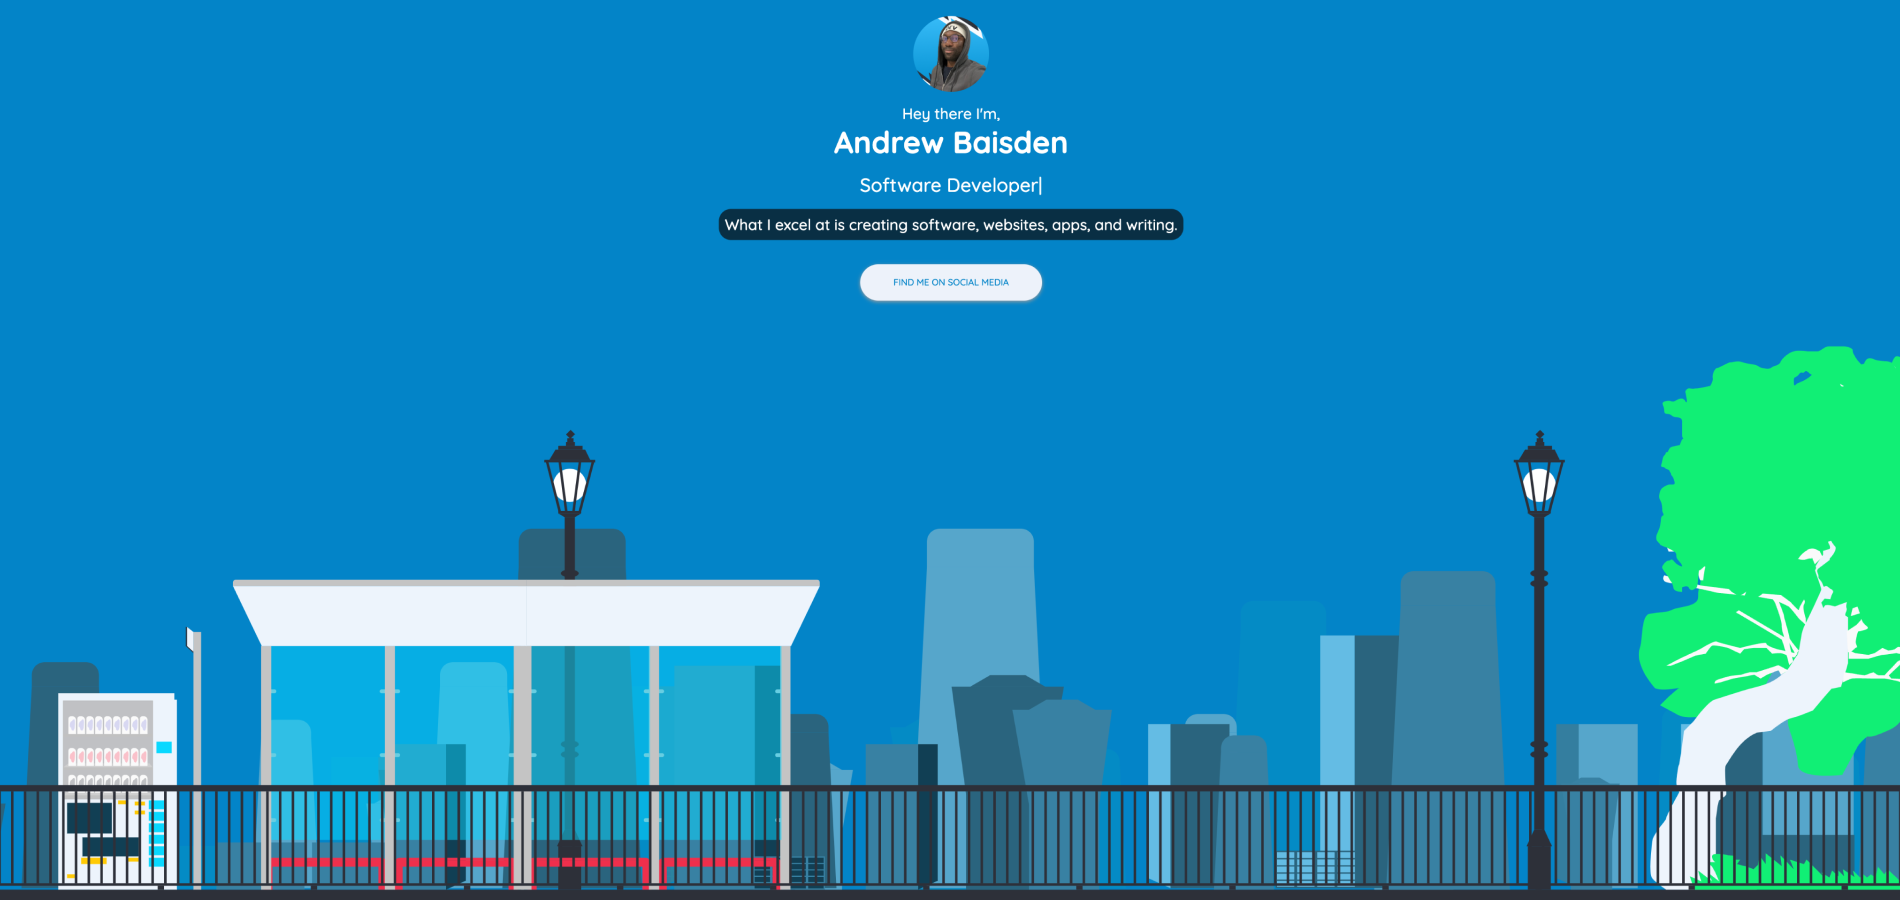 Hey there I'm,
Andrew Baisden
Software Developer|
What I excel at is creating software, websites, apps, and writing.
FIND ME ON SOCIAL MEDIA